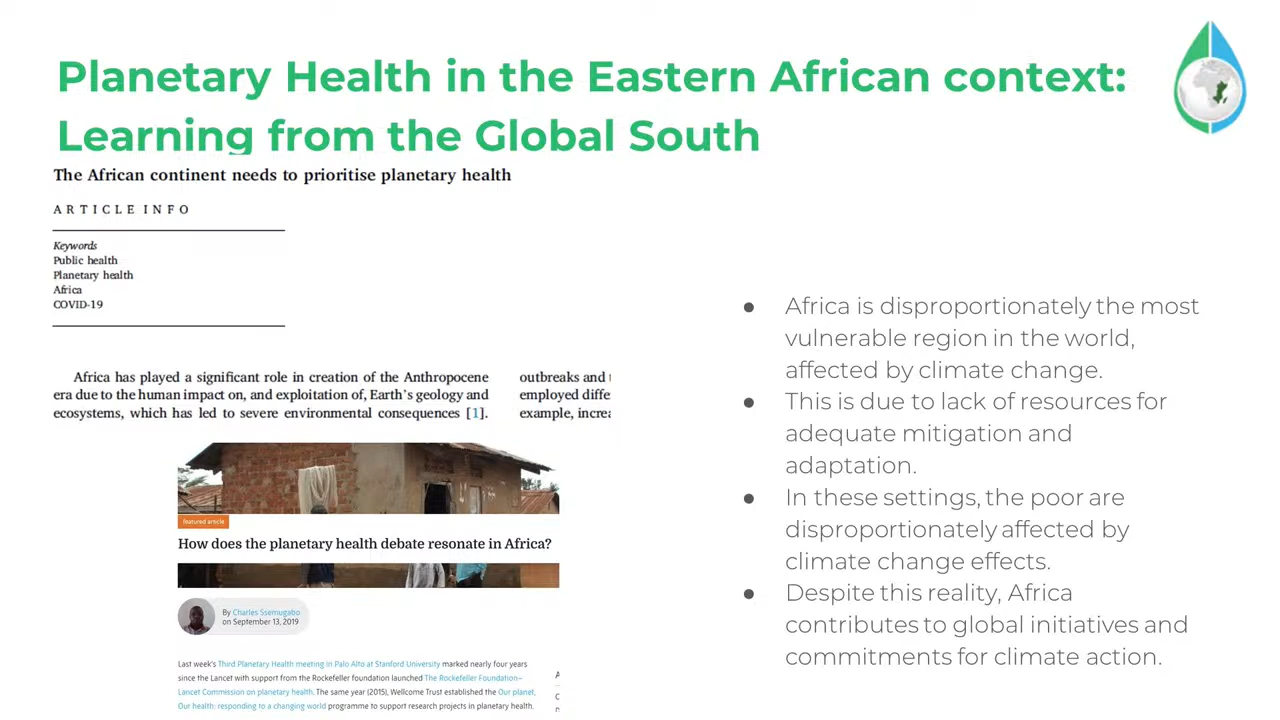 Planetary Health in the Eastern African context:
Learning from the Global South
The African continent needs to prioritise planetary health
ARTICLE INFO
Keywords
Public health
Planetary health
Africa
COVID-19
Africa has played a significant role in creation of the Anthropocene
era due to the human impact on, and exploitation of, Earth's geology and
ecosystems, which has led to severe environmental consequences [1].
outbreaks and
employed diffe
example, increa
featured article
How does the planetary health debate resonate in Africa?
By Charles Ssemugabo
on September 13, 2019
Last week's Third Planetary Health meeting in Palo Alto at Stanford University marked nearly four years
since the Lancet with support from the Rockefeller foundation launched The Rockefeller Foundation–
Lancet Commission on planetary health. The same year (2015), Wellcome Trust established the Our planet,
Our health: responding to a changing world programme to support research projects in planetary health.
● Africa is disproportionately the most
vulnerable region in the world,
affected by climate change.
● This is due to lack of resources for
adequate mitigation and
adaptation.
● In these settings, the poor are
disproportionately affected by
climate change effects.
● Despite this reality, Africa
contributes to global initiatives and
commitments for climate action.